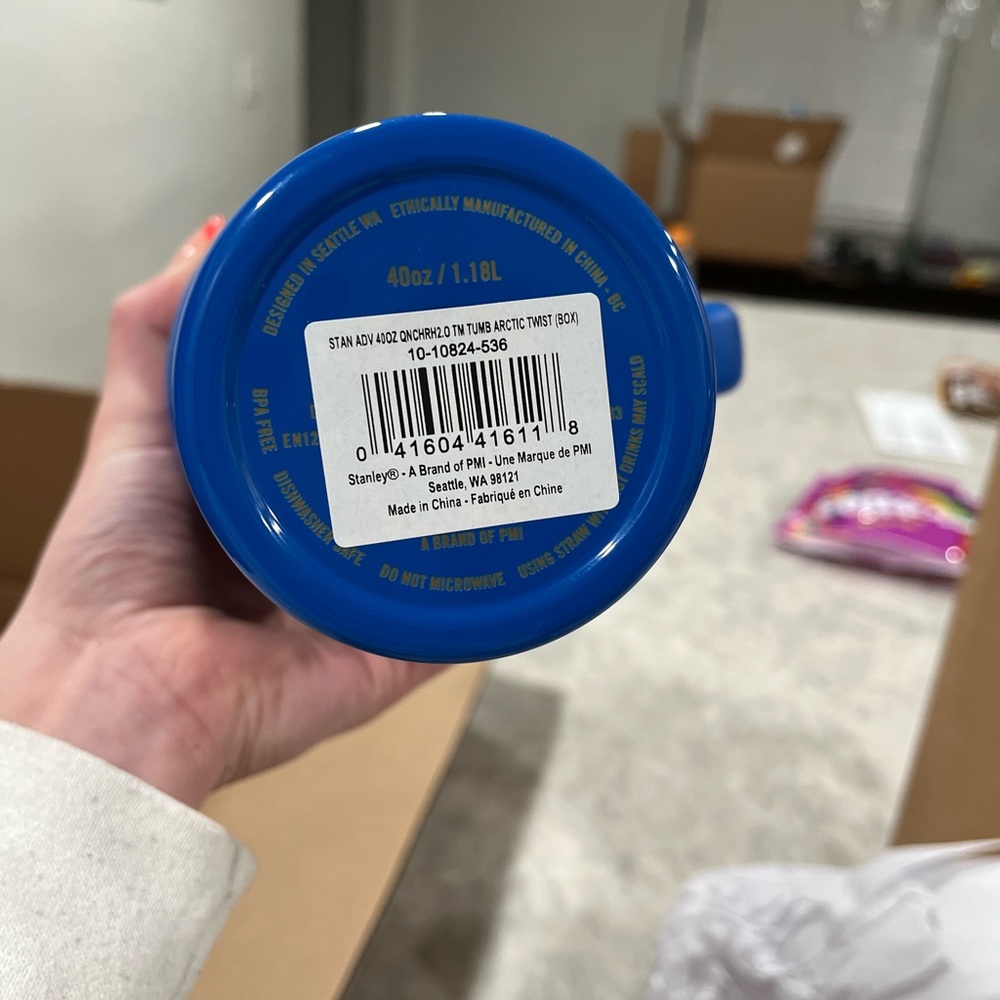 DESIGNED IN SEATTLE WA
ETHICALLY MANUFACTURED IN CHINA - BC
40oz / 1.18L
STAN ADV 40OZ QNCHRH2.O TM TUMB ARCTIC TWIST (BOX)
10-10824-536
0 41604 41611 8
Stanley® - A Brand of PMI - Une Marque de PMI
Seattle, WA 98121
Made in China - Fabriqué en Chine
BPA FREE
EN12
DISHWASHER SAFE
A BRAND OF PMI
DO NOT MICROWAVE
USING STRAW
DRINKS MAY SCALD